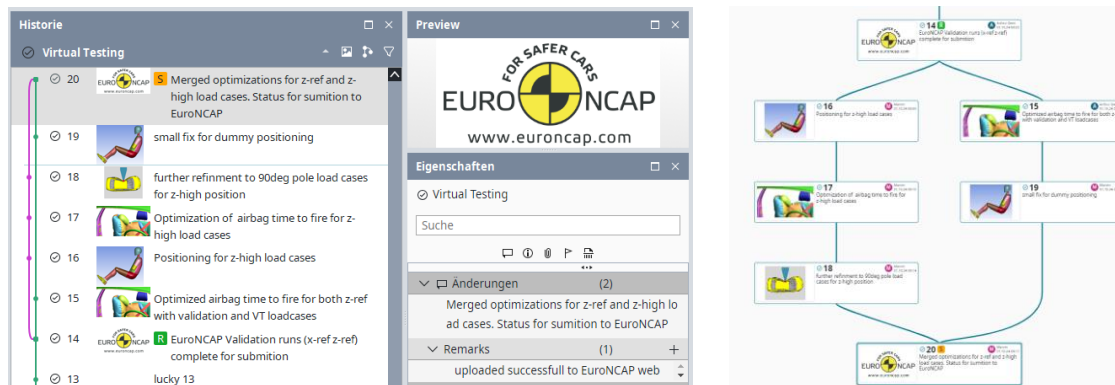 Historie
Virtual Testing
20 EURO NCAP S Merged optimizations for z-ref and z-
high load cases. Status for sumition to
EuroNCAP
19 small fix for dummy positioning
18 further refinment to 90deg pole load cases
for z-high position
17 Optimization of airbag time to fire for z-
high load cases
16 Positioning for z-high load cases
15 Optimized airbag time to fire for both z-ref
with validation and VT loadcases
14 EURO NCAP R EuroNCAP Validation runs (x-ref z-ref)
complete for submition
13 lucky 13
Preview
FOR SAFER CARS
EURO NCAP
www.euroncap.com
Eigenschaften
Virtual Testing
Suche
Änderungen (2)
Merged optimizations for z-ref and z-high lo
ad cases. Status for sumition to EuroNCAP
Remarks (1) +
uploaded successfull to EuroNCAP web
14 R
EURO NCAP
EuroNCAP Validation runs (x-ref z-ref)
complete for submition
16
Positioning for z-high load cases
15
Optimized airbag time to fire for both z-ref
with validation and VT loadcases
17
Optimization of airbag time to fire for
z-high load cases
19
small fix for dummy positioning
18
further refinment to 90deg pole load
cases for z-high position
20 S
EURO NCAP
Merged optimizations for z-ref and z-high
load cases. Status for sumition to
EuroNCAP